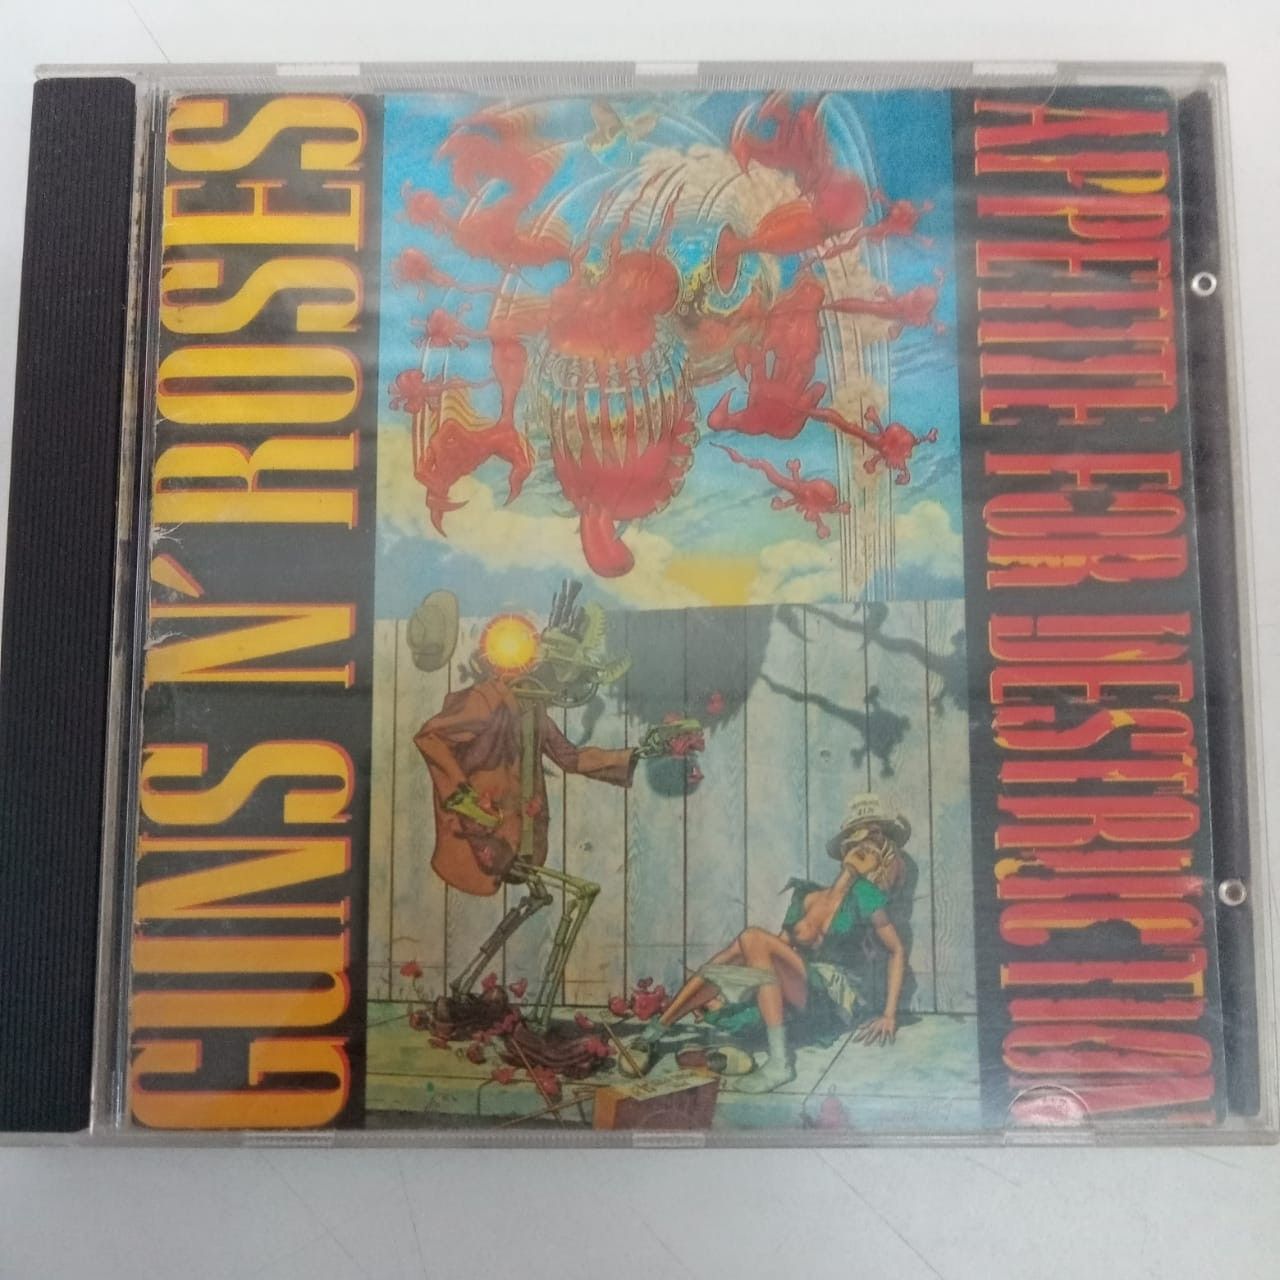 GUNS N' ROSES
APPETITE FOR DESTRUCTION